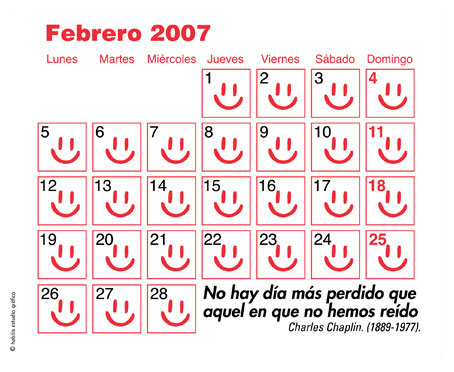 Febrero 2007
Lunes Martes Miércoles Jueves Viernes Sábado Domingo
1 2 3 4
5 6 7 8 9 10 11
12 13 14 15 16 17 18
19 20 21 22 23 24 25
26 27 28
No hay día más perdido que
aquel en que no hemos reído
Charles Chaplin. (1889-1977).
© habilis estudio gráfico